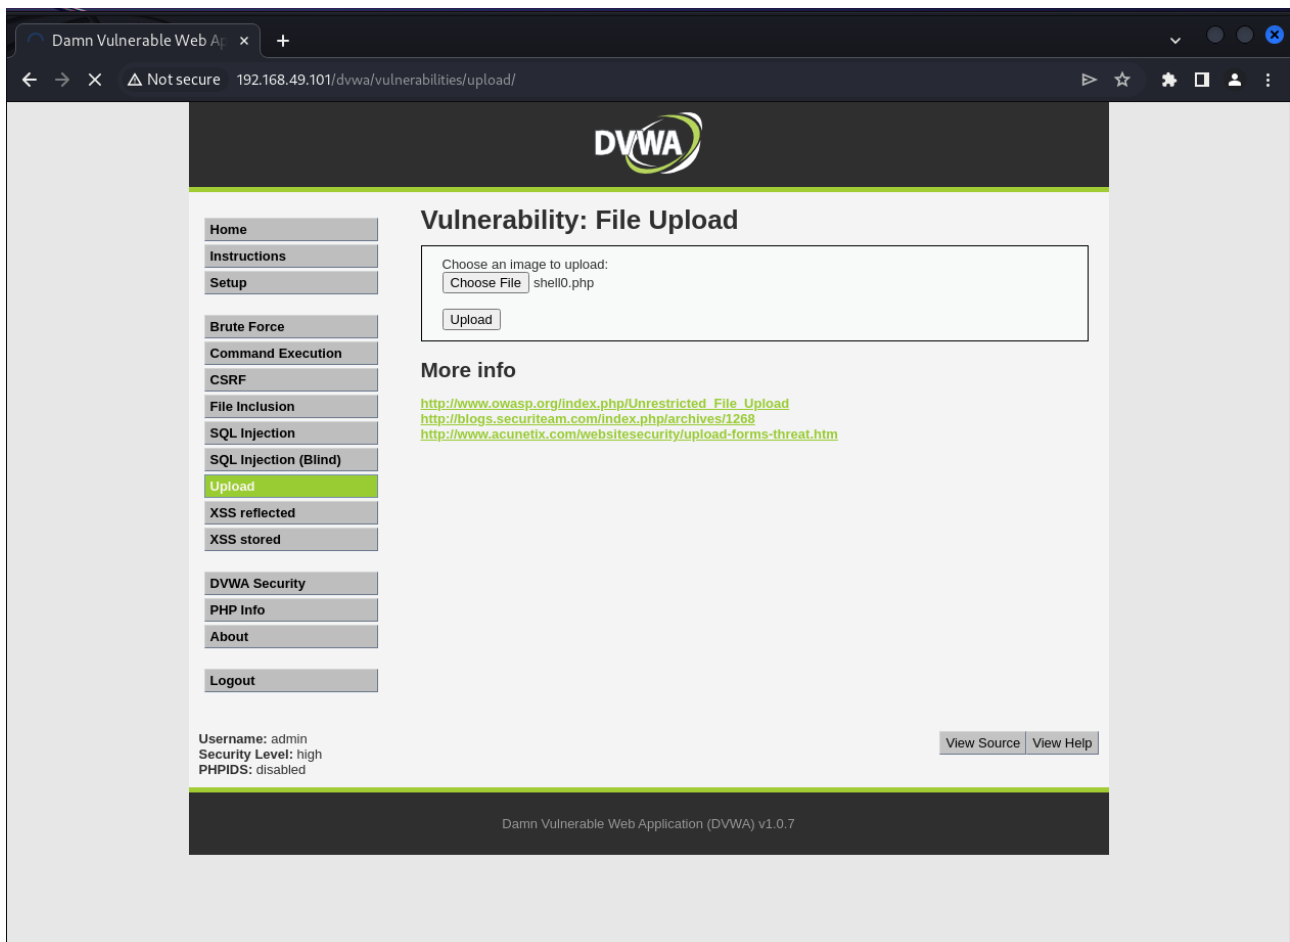 Damn Vulnerable Web Ap
Not secure 192.168.49.101/dvwa/vulnerabilities/upload/
DVWA
Home
Instructions
Setup
Brute Force
Command Execution
CSRF
File Inclusion
SQL Injection
SQL Injection (Blind)
Upload
XSS reflected
XSS stored
DVWA Security
PHP Info
About
Logout
Vulnerability: File Upload
Choose an image to upload:
Choose File shell0.php
Upload
More info
http://www.owasp.org/index.php/Unrestricted_File_Upload
http://blogs.securiteam.com/index.php/archives/1268
http://www.acunetix.com/websitesecurity/upload-forms-threat.htm
Username: admin
Security Level: high
PHPIDS: disabled
View Source View Help
Damn Vulnerable Web Application (DVWA) v1.0.7